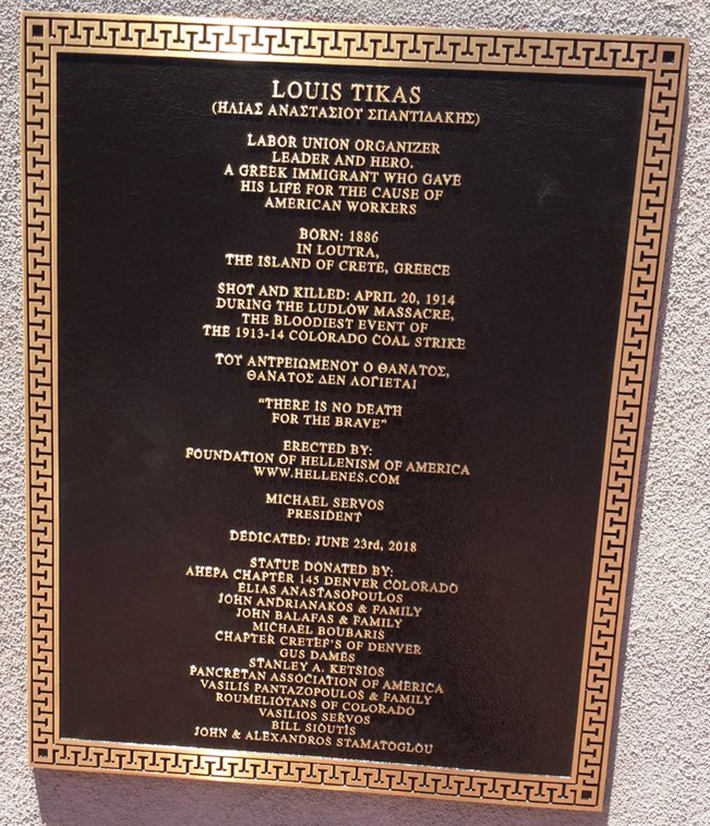 LOUIS TIKAS
(ΗΛΙΑΣ ΑΝΑΣΤΑΣΙΟΥ ΣΠΑΝΤΙΔΑΚΗΣ)
LABOR UNION ORGANIZER
LEADER AND HERO.
A GREEK IMMIGRANT WHO GAVE
HIS LIFE FOR THE CAUSE OF
AMERICAN WORKERS
BORN: 1886
IN LOUTRA,
THE ISLAND OF CRETE, GREECE
SHOT AND KILLED: APRIL 20, 1914
DURING THE LUDLOW MASSACRE,
THE BLOODIEST EVENT OF
THE 1913-14 COLORADO COAL STRIKE
ΤΟΥ ΑΝΤΡΕΙΩΜΕΝΟΥ Ο ΘΑΝΑΤΟΣ,
ΘΑΝΑΤΟΣ ΔΕΝ ΛΟΓΙΕΤΑΙ
“THERE IS NO DEATH
FOR THE BRAVE”
ERECTED BY:
FOUNDATION OF HELLENISM OF AMERICA
WWW.HELLENES.COM
MICHAEL SERVOS
PRESIDENT
DEDICATED: JUNE 23rd, 2018
STATUE DONATED BY:
AHEPA CHAPTER 145 DENVER COLORADO
ELIAS ANASTASOPOULOS
JOHN ANDRIANAKOS & FAMILY
JOHN BALAFAS & FAMILY
MICHAEL BOUBARIS
CHAPTER CRETEF'S OF DENVER
GUS DAMES
STANLEY A. KETSIOS
PANCRETAN ASSOCIATION OF AMERICA
VASILIS PANTAZOPOULOS & FAMILY
ROUMELIOTANS OF COLORADO
VASILIOS SERVOS
BILL SIOUTIS
JOHN & ALEXANDROS STAMATOGLOU